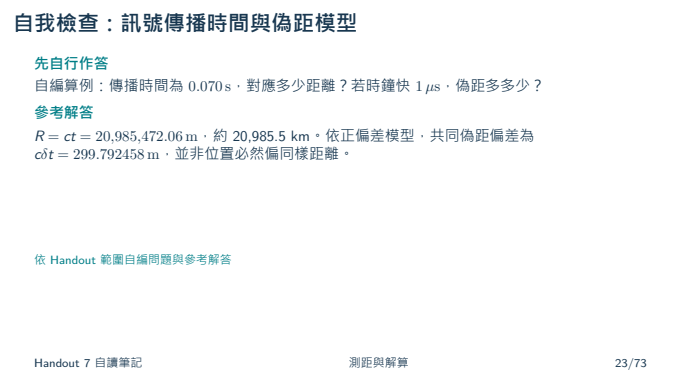 自我檢查：訊號傳播時間與偽距模型
先自行作答
自編算例：傳播時間為 0.070 s，對應多少距離？若時鐘快 1 μs，偽距多多少？
參考解答
R = ct = 20,985,472.06 m，約 20,985.5 km。依正偏差模型，共同偽距偏差為
cδt = 299.792458 m，並非位置必然偏同樣距離。
依 Handout 範圍自編問題與參考解答
Handout 7 自讀筆記 測距與解算 23/73